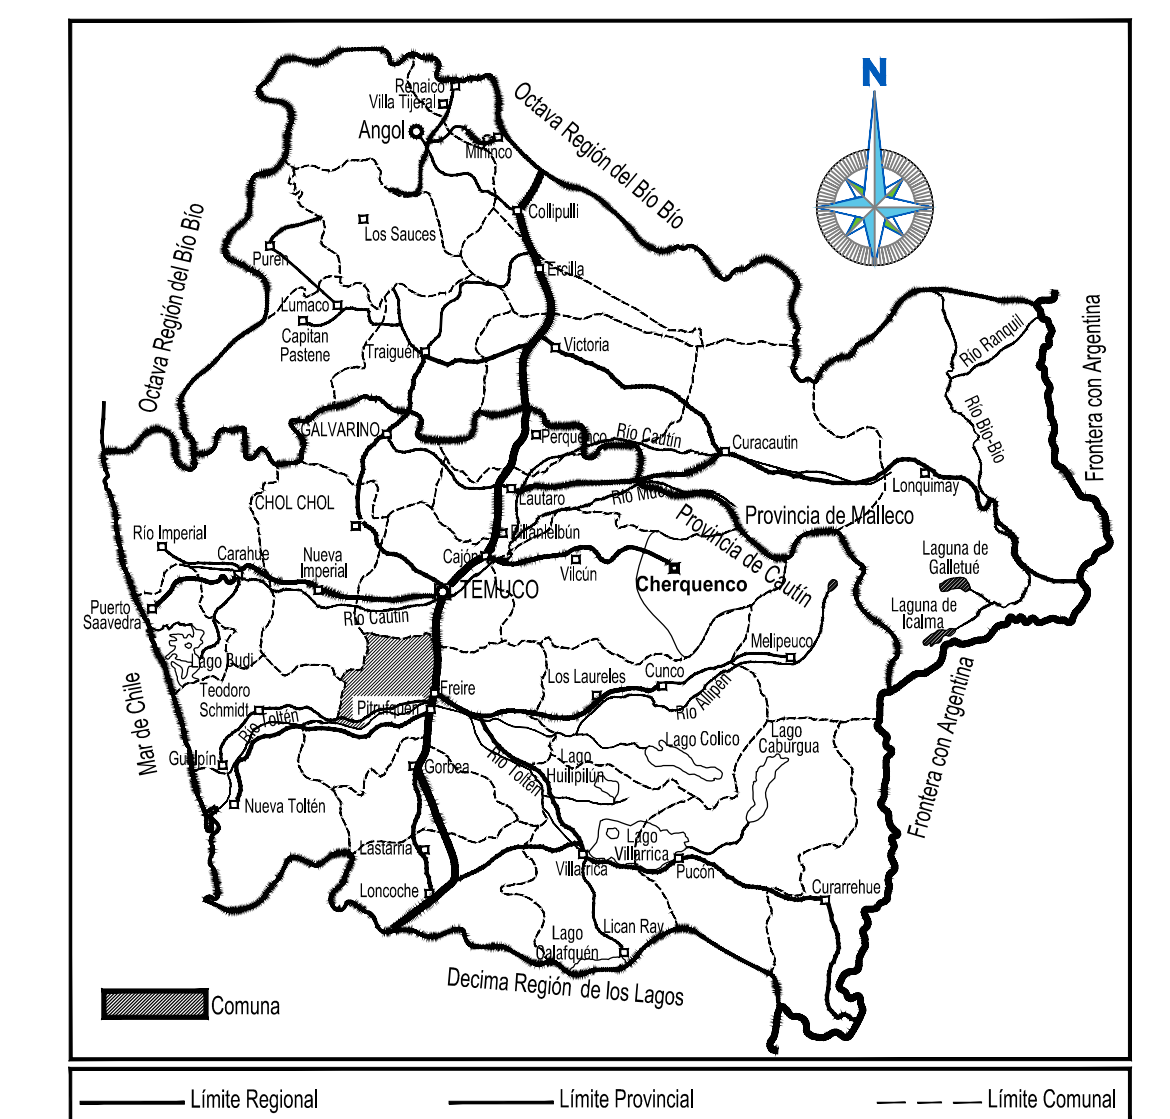 N
Renaico
Villa Tijeral
Angol
Mininco
Octava Región del Bío Bío
Collipulli
Los Sauces
Purén
Ercilla
Octava Región del Bío Bío
Lumaco
Capitan
Pastene
Traiguén
Victoria
Río Ranquil
Frontera con Argentina
GALVARINO
Perquenco
Río Cautín
Curacautin
Río Bío-Bio
Lonquimay
Lautaro
CHOL CHOL
Provincia de Malleco
Provincia de Cautín
Río Imperial
Carahue
Nueva
Imperial
Cajón
Vilcún
Cherquenco
Laguna de
Galletué
Laguna de
Icalma
TEMUCO
Puerto
Saavedra
Río Cautin
Lago Budi
Melipeuco
Cunco
Los Laureles
Río Allipén
Teodoro
Schmidt
Freire
Pitrufquén
Río Toltén
Mar de Chile
Lago Colico
Lago
Caburgua
Lago
Huilipilún
Río Toltén
Frontera con Argentina
Gorbea
Nueva Toltén
Lastarria
Lago
Villarrica
Villarrica
Pucón
Loncoche
Curarrehue
Lican Ray
Lago
Calafquén
Decima Región de los Lagos
Comuna
Límite Regional
Límite Provincial
Límite Comunal